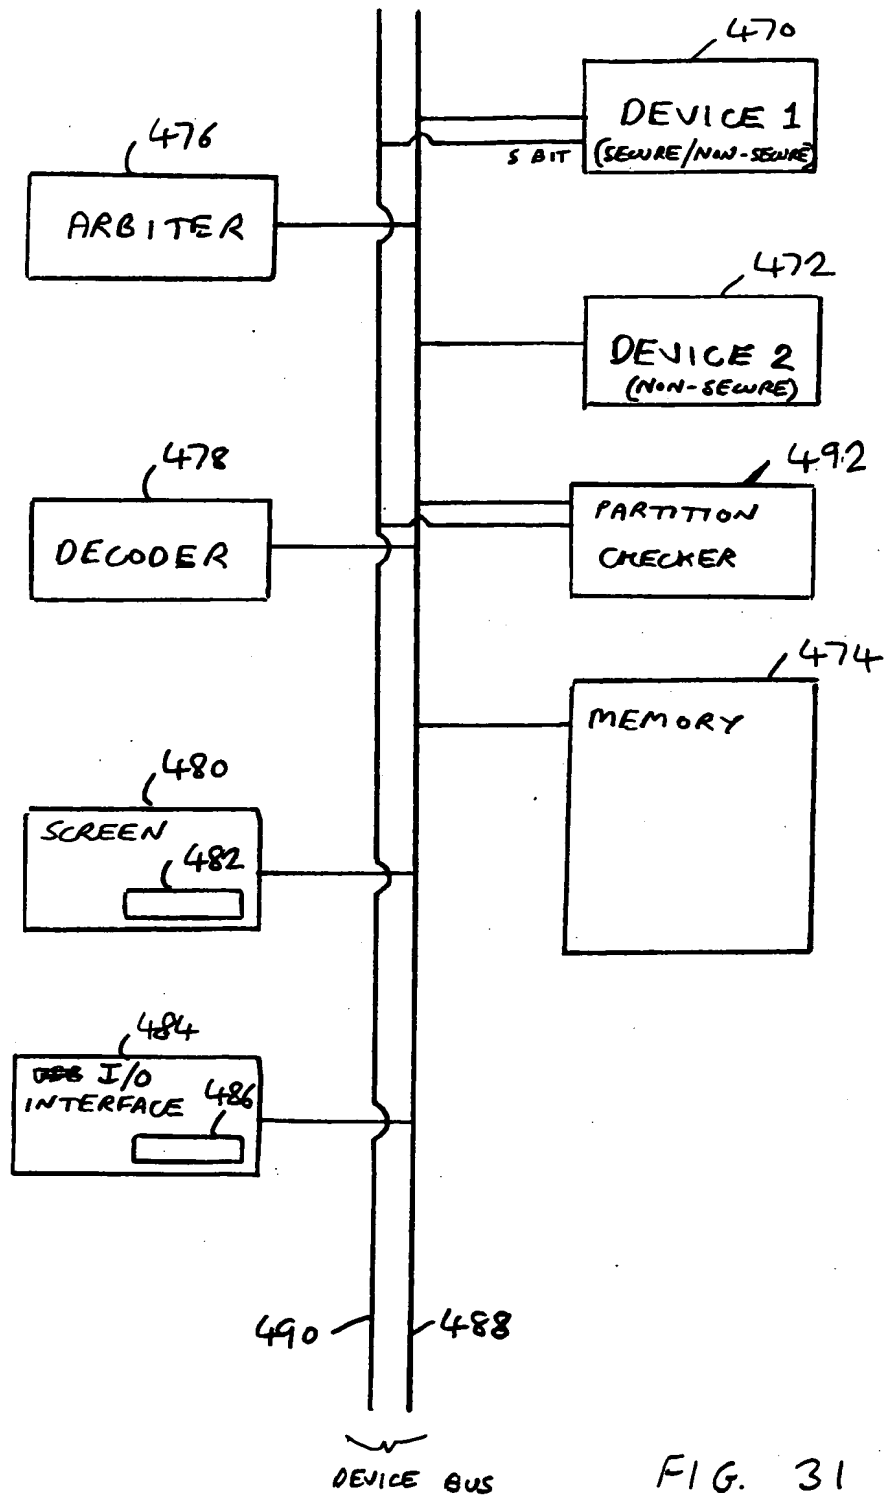 470
DEVICE 1
S BIT (SECURE/NON-SECURE)
476
ARBITER
472
DEVICE 2
(NON-SECURE)
478
DECODER
492
PARTITION
CHECKER
474
MEMORY
480
SCREEN
482
484
I/O
INTERFACE
486
490
488
DEVICE BUS
FIG. 31